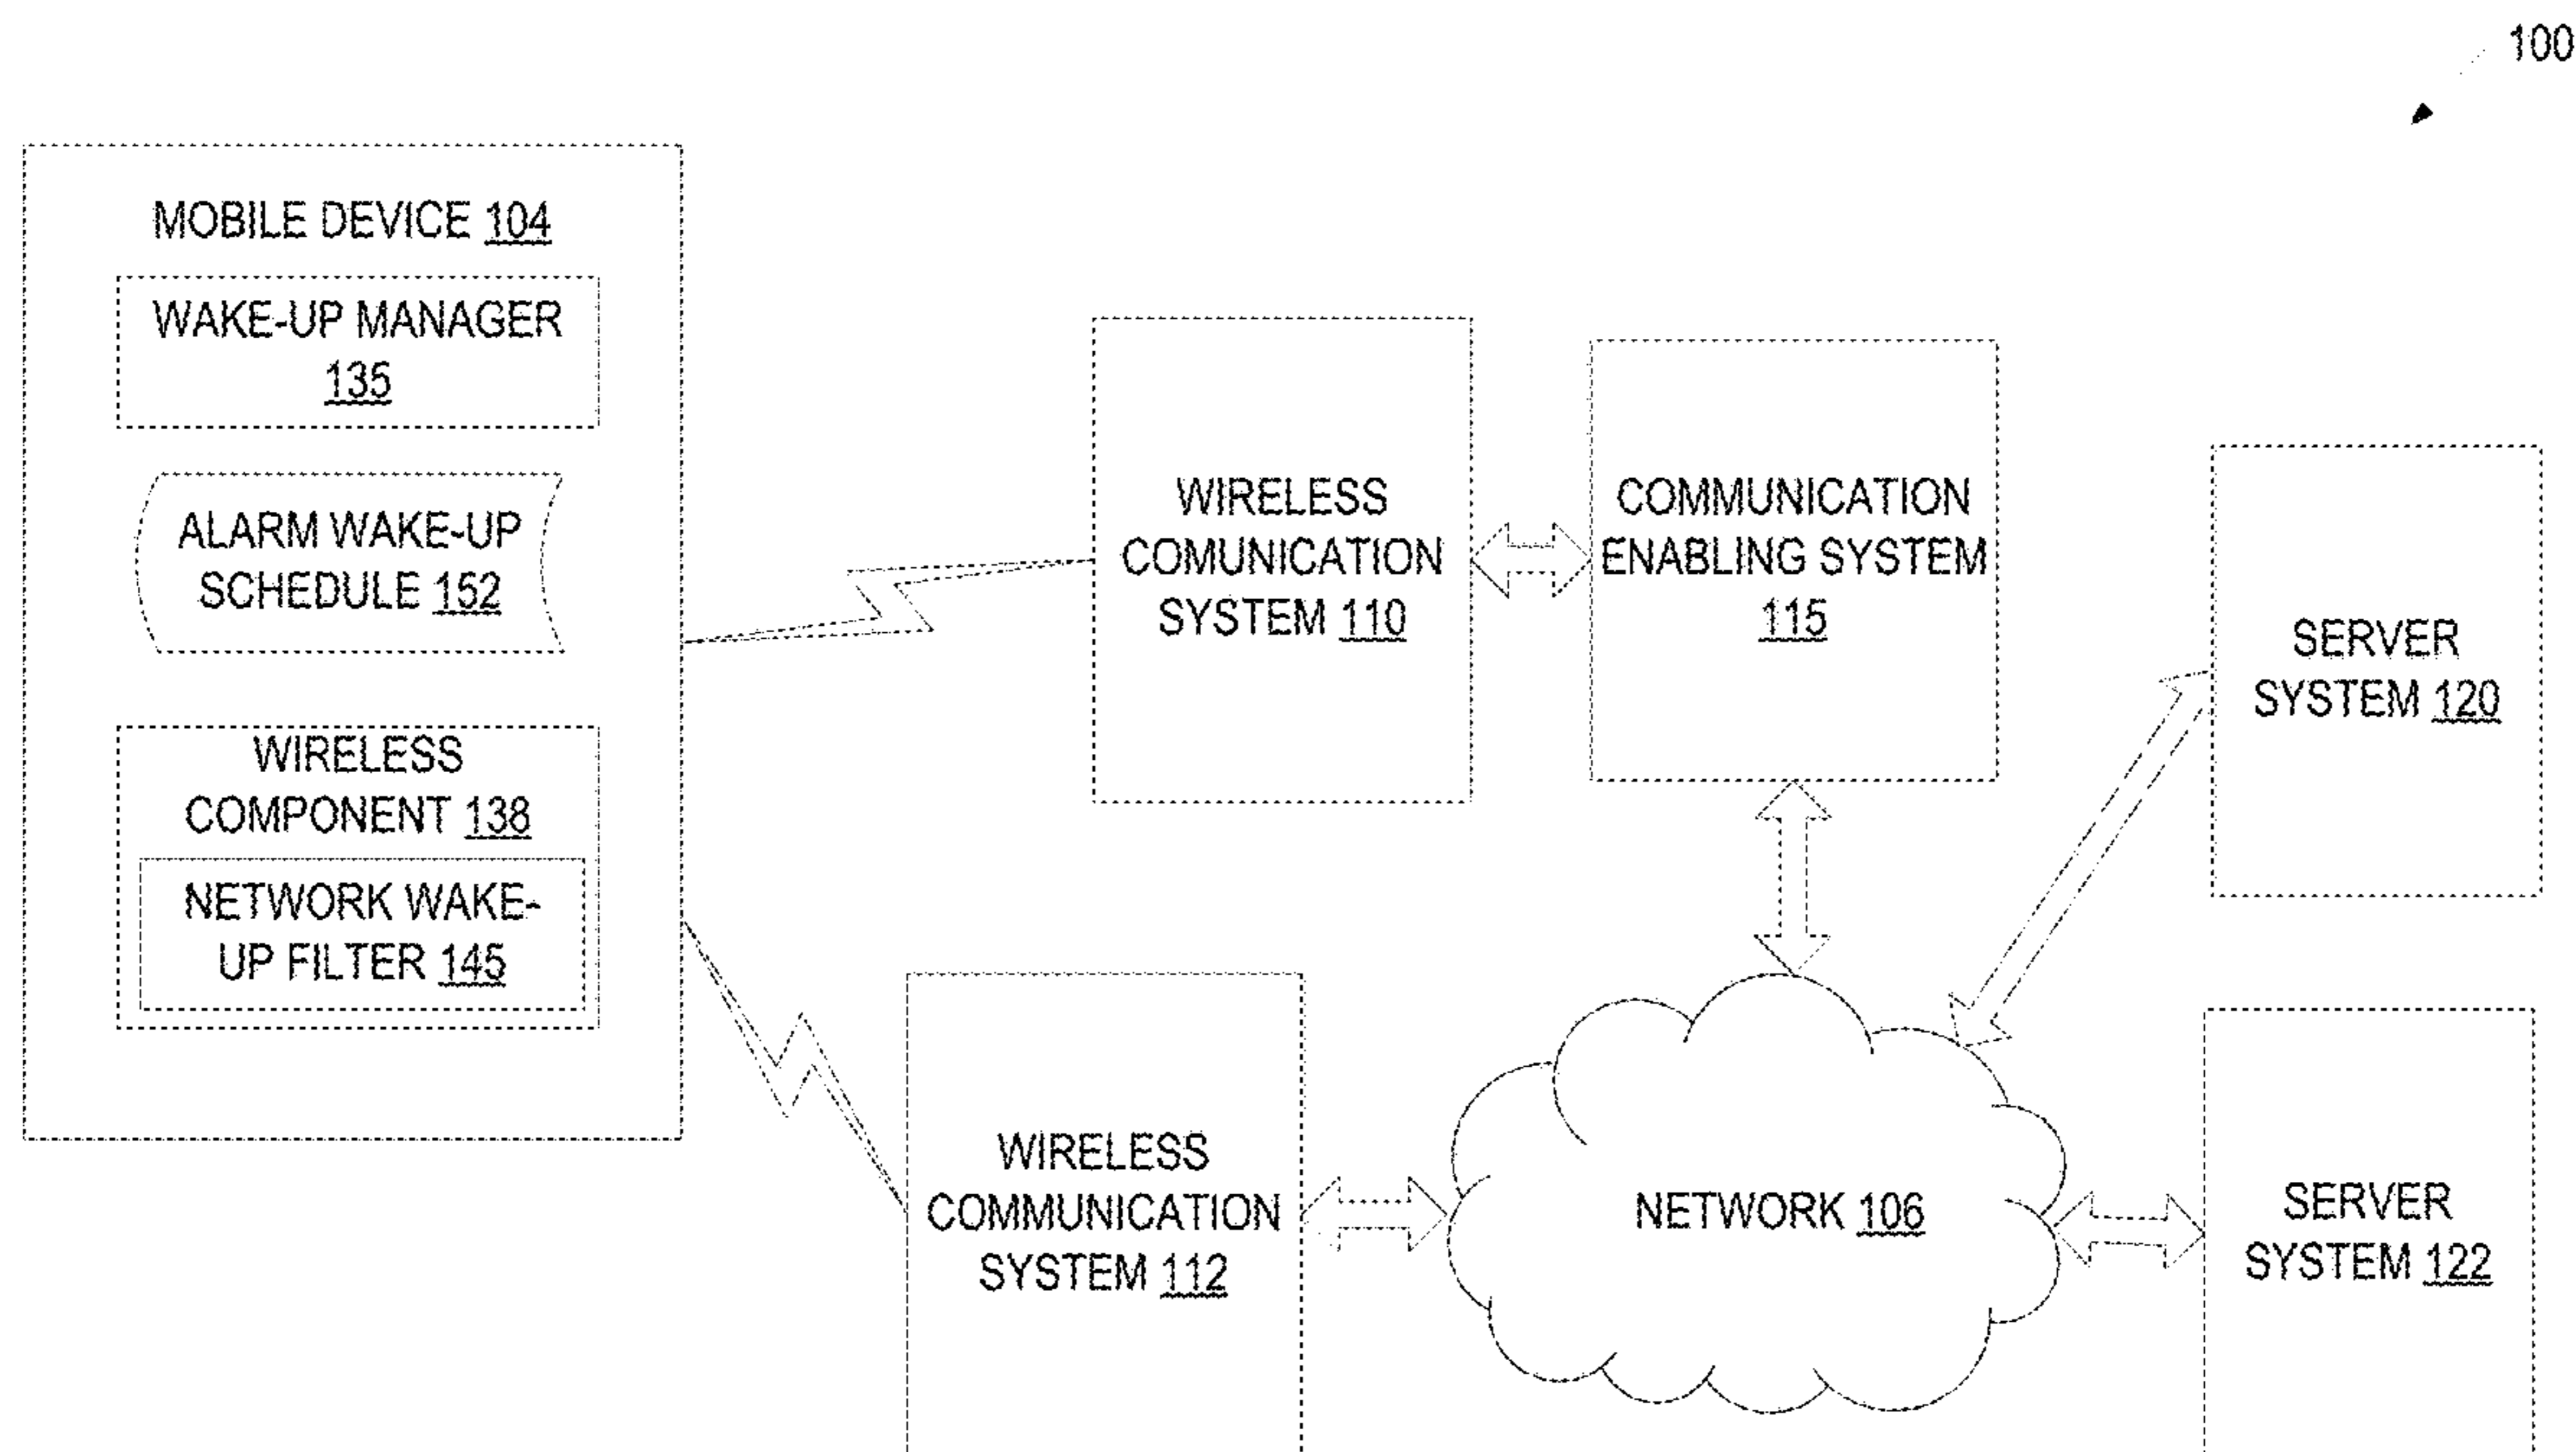 100
MOBILE DEVICE 104
WAKE-UP MANAGER
135
ALARM WAKE-UP
SCHEDULE 152
WIRELESS
COMPONENT 138
NETWORK WAKE-
UP FILTER 145
WIRELESS
COMUNICATION
SYSTEM 110
COMMUNICATION
ENABLING SYSTEM
115
SERVER
SYSTEM 120
WIRELESS
COMMUNICATION
SYSTEM 112
NETWORK 106
SERVER
SYSTEM 122